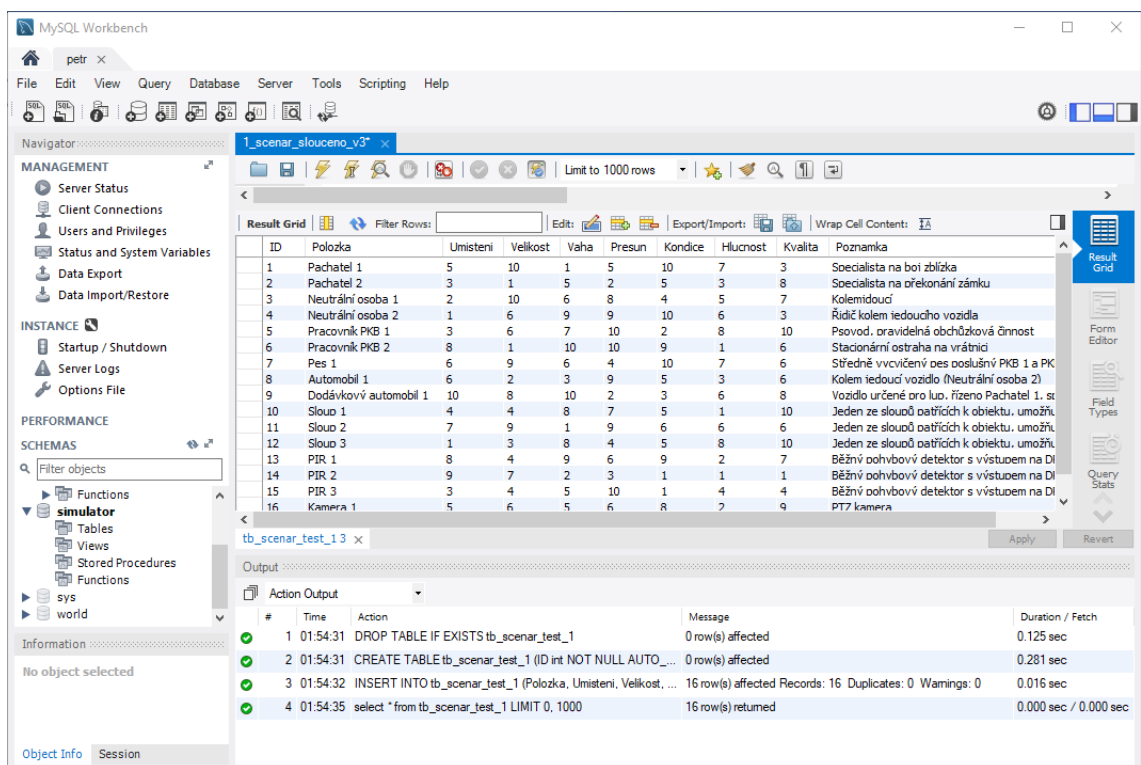 MySQL Workbench
petr
File Edit View Query Database Server Tools Scripting Help
Navigator
1_scenar_slouceno_v3*
MANAGEMENT
Server Status
Client Connections
Users and Privileges
Status and System Variables
Data Export
Data Import/Restore
INSTANCE
Startup / Shutdown
Server Logs
Options File
PERFORMANCE
SCHEMAS
Filter objects
Functions
simulator
Tables
Views
Stored Procedures
Functions
sys
world
Information
No object selected
Object Info Session
Limit to 1000 rows
Result Grid Filter Rows: Edit: Export/Import: Wrap Cell Content:
ID Polozka Umisteni Velikost Vaha Presun Kondice Hlucnost Kvalita Poznamka
1 Pachatel 1 5 10 1 5 10 7 3 Specialista na boj zblízka
2 Pachatel 2 3 1 5 2 5 3 8 Specialista na překonání zámku
3 Neutrální osoba 1 2 10 6 8 4 5 7 Kolemidoucí
4 Neutrální osoba 2 1 6 9 9 10 6 3 Řidič kolem jedoucího vozidla
5 Pracovník PKB 1 3 6 7 10 2 8 10 Psovod, pravidelná obchůzková činnost
6 Pracovník PKB 2 8 1 10 10 9 1 6 Stacionární ostraha na vrátnici
7 Pes 1 6 9 6 4 10 7 6 Středně vycvičený pes poslušný PKB 1 a PK
8 Automobil 1 6 2 3 9 5 3 6 Kolem jedoucí vozidlo (Neutrální osoba 2)
9 Dodávkový automobil 1 10 8 10 2 3 6 8 Vozidlo určené pro lup, řízeno Pachatel 1, sp
10 Sloup 1 4 4 8 7 5 1 10 Jeden ze sloupů patřících k objektu, umožňu
11 Sloup 2 7 9 1 9 6 6 6 Jeden ze sloupů patřících k objektu, umožňu
12 Sloup 3 1 3 8 4 5 8 10 Jeden ze sloupů patřících k objektu, umožňu
13 PIR 1 8 4 9 6 9 2 7 Běžný pohybový detektor s výstupem na DP
14 PIR 2 9 7 2 3 1 1 1 Běžný pohybový detektor s výstupem na DP
15 PIR 3 3 4 5 10 1 4 4 Běžný pohybový detektor s výstupem na DP
16 Kamera 1 5 6 5 6 8 2 9 PTZ kamera
Result Grid
Form Editor
Field Types
Query Stats
tb_scenar_test_1 3
Apply Revert
Output
Action Output
# Time Action Message Duration / Fetch
1 01:54:31 DROP TABLE IF EXISTS tb_scenar_test_1 0 row(s) affected 0.125 sec
2 01:54:31 CREATE TABLE tb_scenar_test_1 (ID int NOT NULL AUTO_... 0 row(s) affected 0.281 sec
3 01:54:32 INSERT INTO tb_scenar_test_1 (Polozka, Umisteni, Velikost, ... 16 row(s) affected Records: 16 Duplicates: 0 Warnings: 0 0.016 sec
4 01:54:35 select * from tb_scenar_test_1 LIMIT 0, 1000 16 row(s) returned 0.000 sec / 0.000 sec